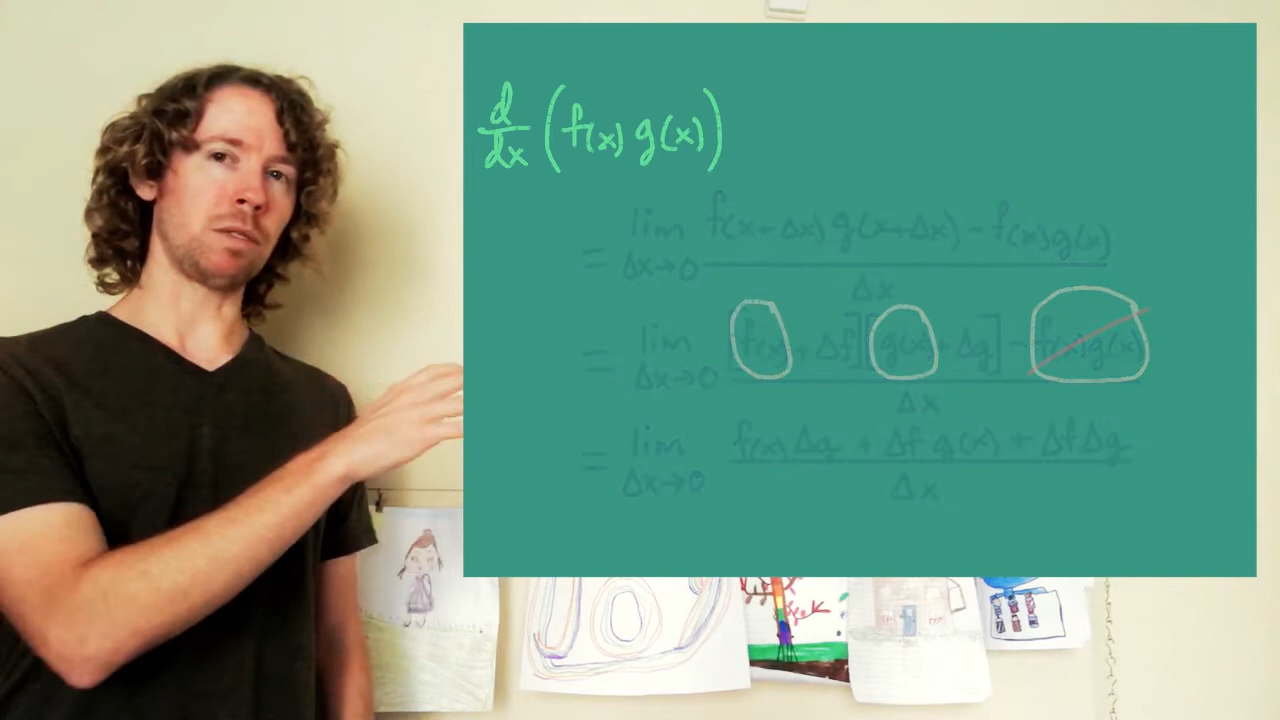 d/dx (f(x) g(x))
= lim Δx→0 f(x+Δx) g(x+Δx) - f(x)g(x) / Δx
= lim Δx→0 [f(x) + Δf][g(x) + Δg] - f(x)g(x) / Δx
= lim Δx→0 f(x) Δg + Δf g(x) + ΔfΔg / Δx